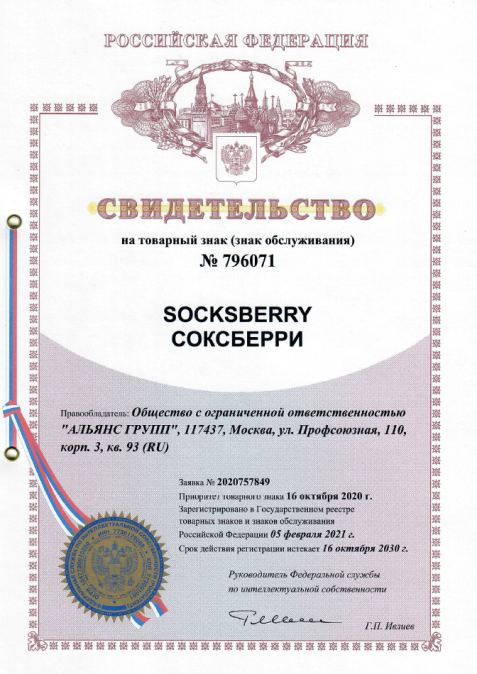 РОССИЙСКАЯ ФЕДЕРАЦИЯ
СВИДЕТЕЛЬСТВО
на товарный знак (знак обслуживания)
№ 796071
SOCKSBERRY
СОКСБЕРРИ
Правообладатель: Общество с ограниченной ответственностью
"АЛЬЯНС ГРУПП", 117437, Москва, ул. Профсоюзная, 110,
корп. 3, кв. 93 (RU)
Заявка № 2020757849
Приоритет товарного знака 16 октября 2020 г.
Зарегистрировано в Государственном реестре
товарных знаков и знаков обслуживания
Российской Федерации 05 февраля 2021 г.
Срок действия регистрации истекает 16 октября 2030 г.
Руководитель Федеральной службы
по интеллектуальной собственности
Г.П. Ивлиев